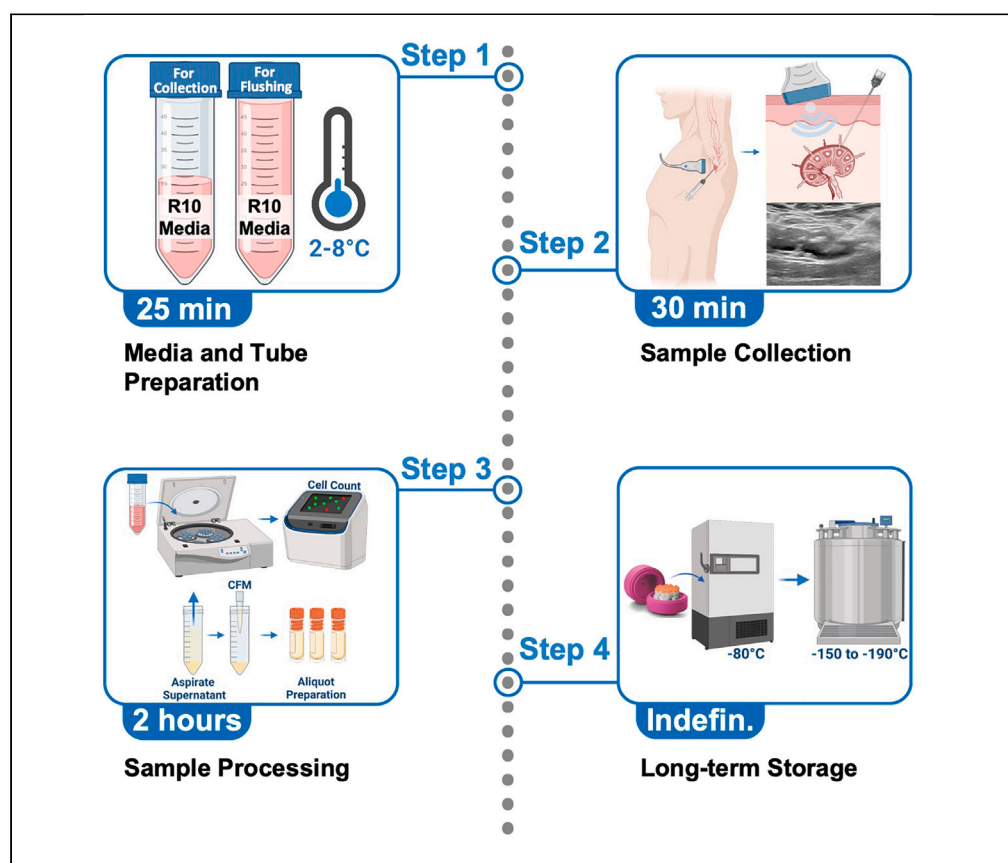 Step 1
For
Collection
For
Flushing
R10
Media
R10
Media
2-8°C
25 min
Media and Tube
Preparation
Step 2
30 min
Sample Collection
Step 3
Cell Count
CFM
Aspirate
Supernatant
Aliquot
Preparation
2 hours
Sample Processing
Step 4
-80°C
-150 to -190°C
Indefin.
Long-term Storage